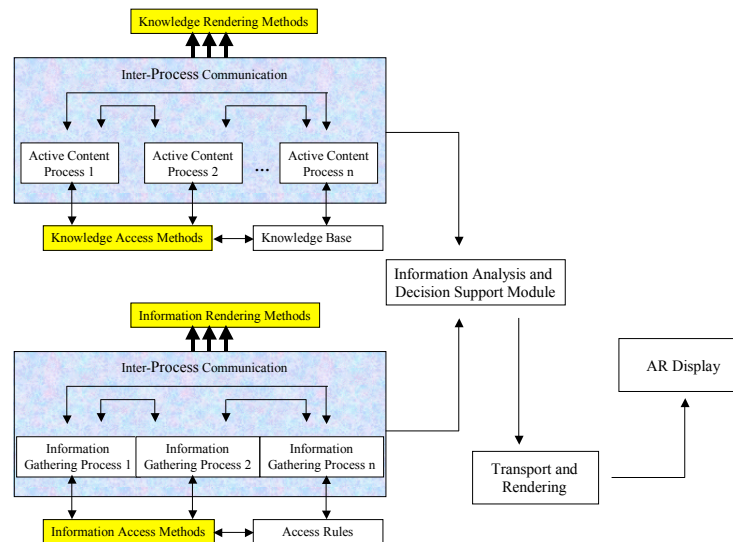 Knowledge Rendering Methods
Inter-Process Communication
Active Content
Process 1
Active Content
Process 2
...
Active Content
Process n
Knowledge Access Methods
Knowledge Base
Information Analysis and
Decision Support Module
Information Rendering Methods
Inter-Process Communication
AR Display
Information
Gathering Process 1
Information
Gathering Process 2
Information
Gathering Process n
Transport and
Rendering
Information Access Methods
Access Rules